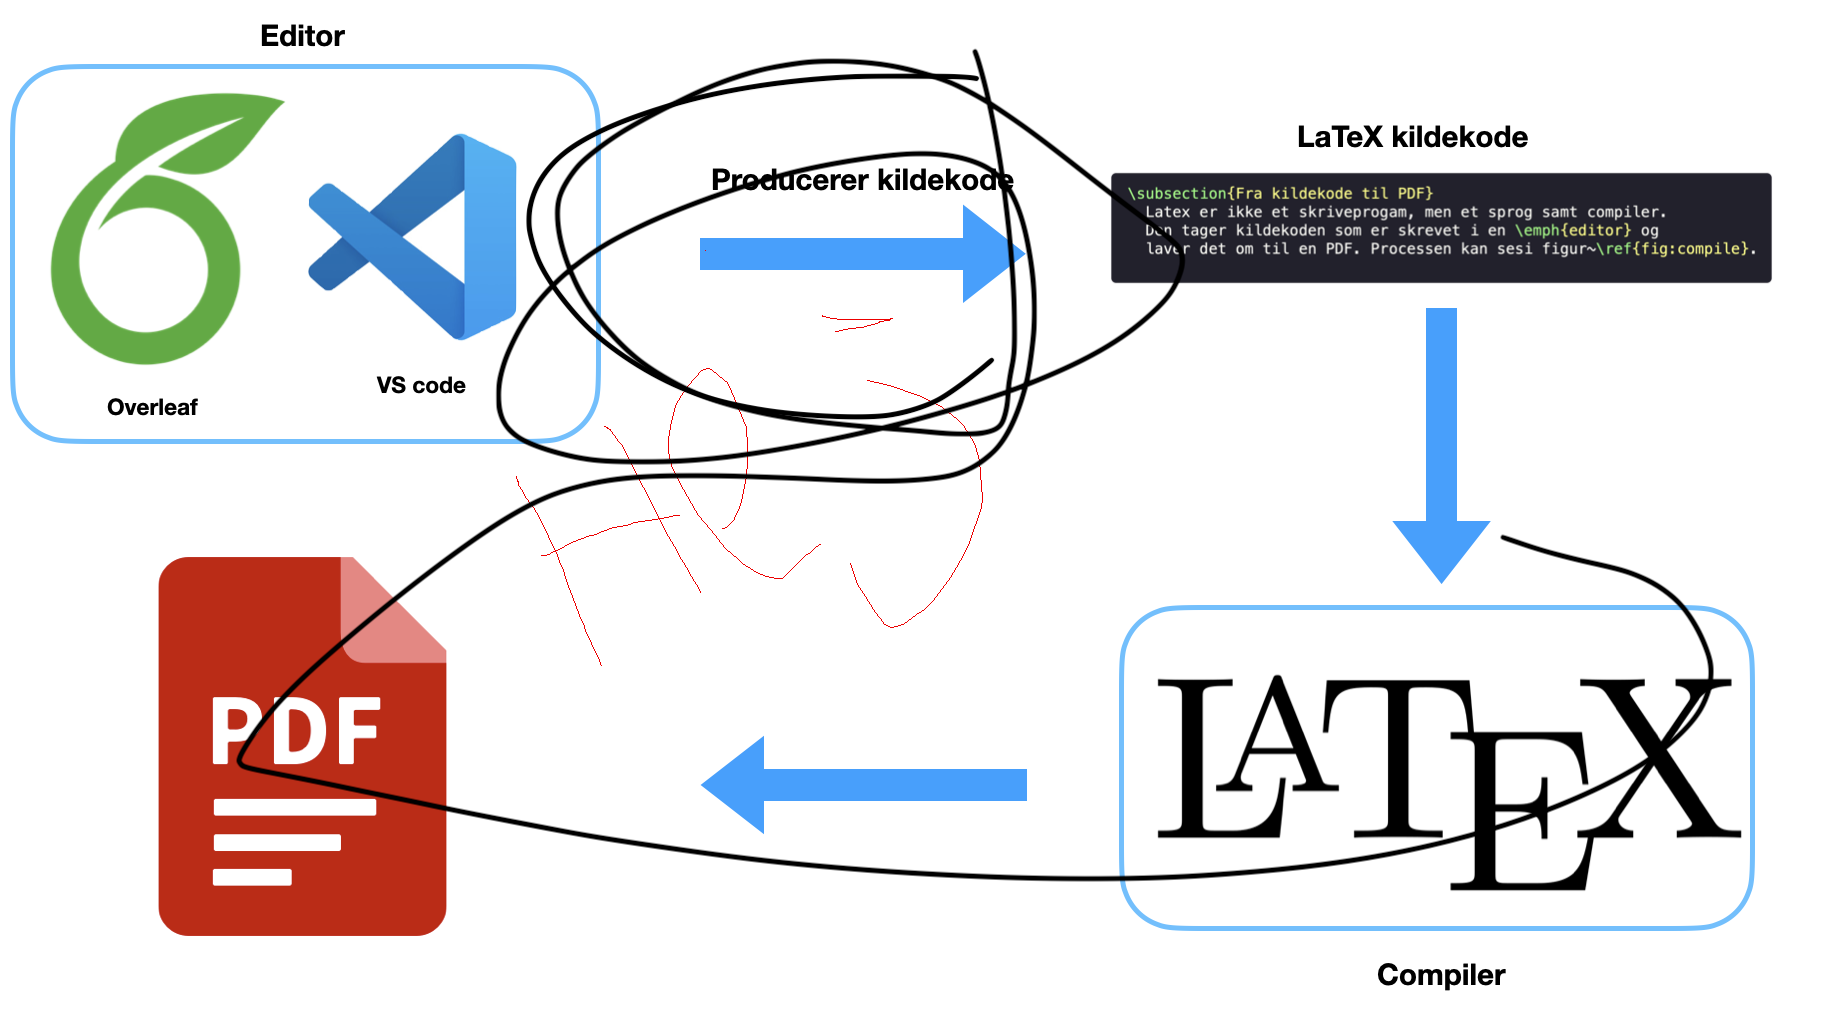 Editor
Overleaf
VS code
Producerer kildekode
LaTeX kildekode
\subsection{Fra kildekode til PDF}
Latex er ikke et skriveprogam, men et sprog samt compiler.
Den tager kildekoden som er skrevet i en \emph{editor} og
laver det om til en PDF. Processen kan sesi figur~\ref{fig:compile}.
PDF
LATEX
Compiler